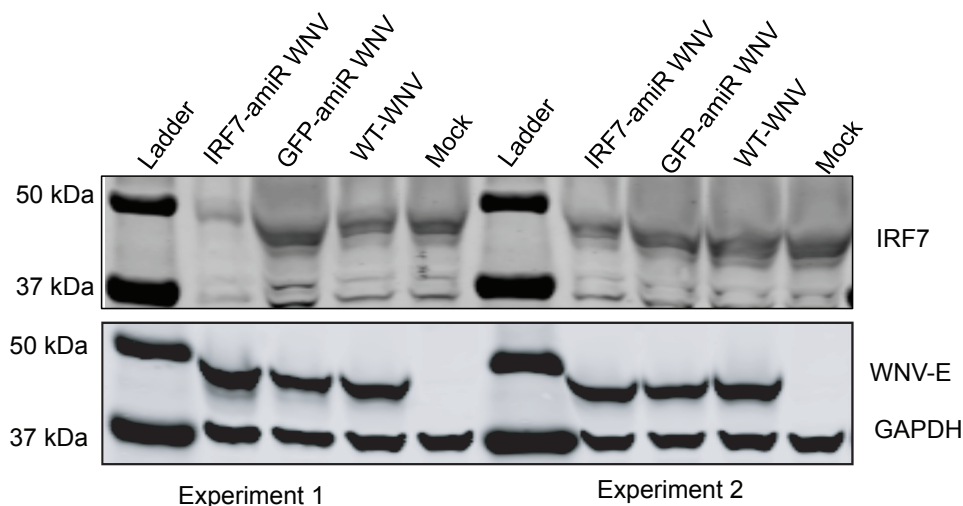 Ladder
IRF7-amiR WNV
GFP-amiR WNV
WT-WNV
Mock
Ladder
IRF7-amiR WNV
GFP-amiR WNV
WT-WNV
Mock
50 kDa
IRF7
37 kDa
50 kDa
WNV-E
37 kDa
GAPDH
Experiment 1
Experiment 2